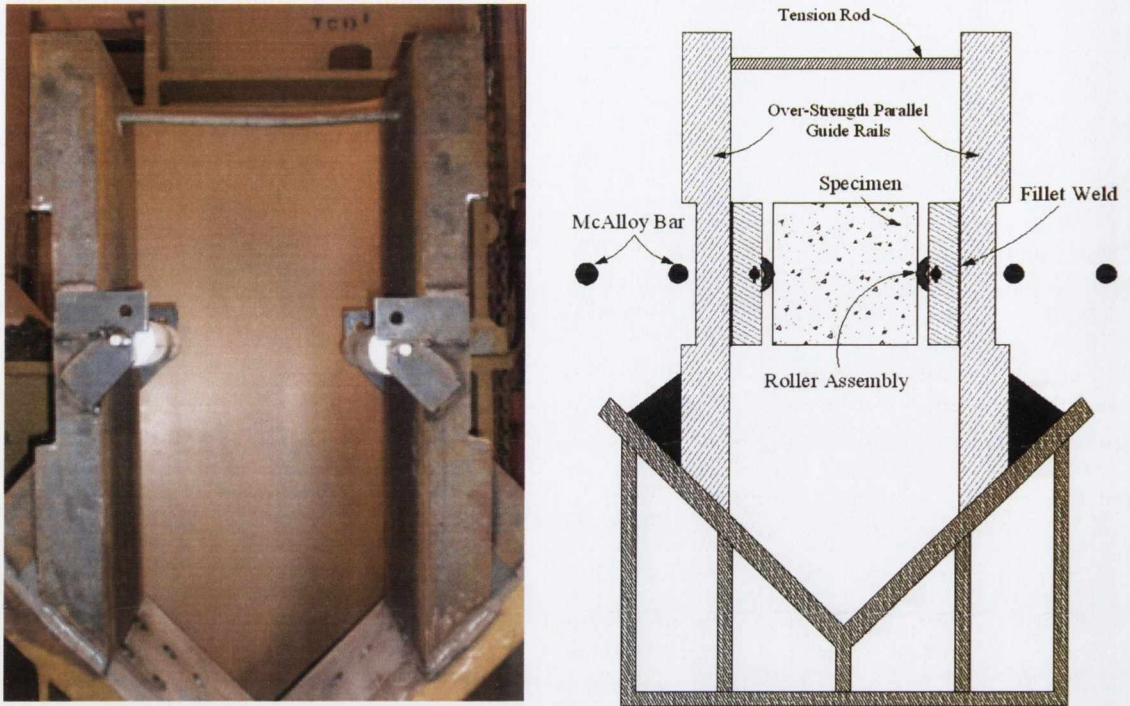 TCD!
Tension Rod
Over-Strength Parallel
Guide Rails
Specimen
Fillet Weld
McAlloy Bar
Roller Assembly